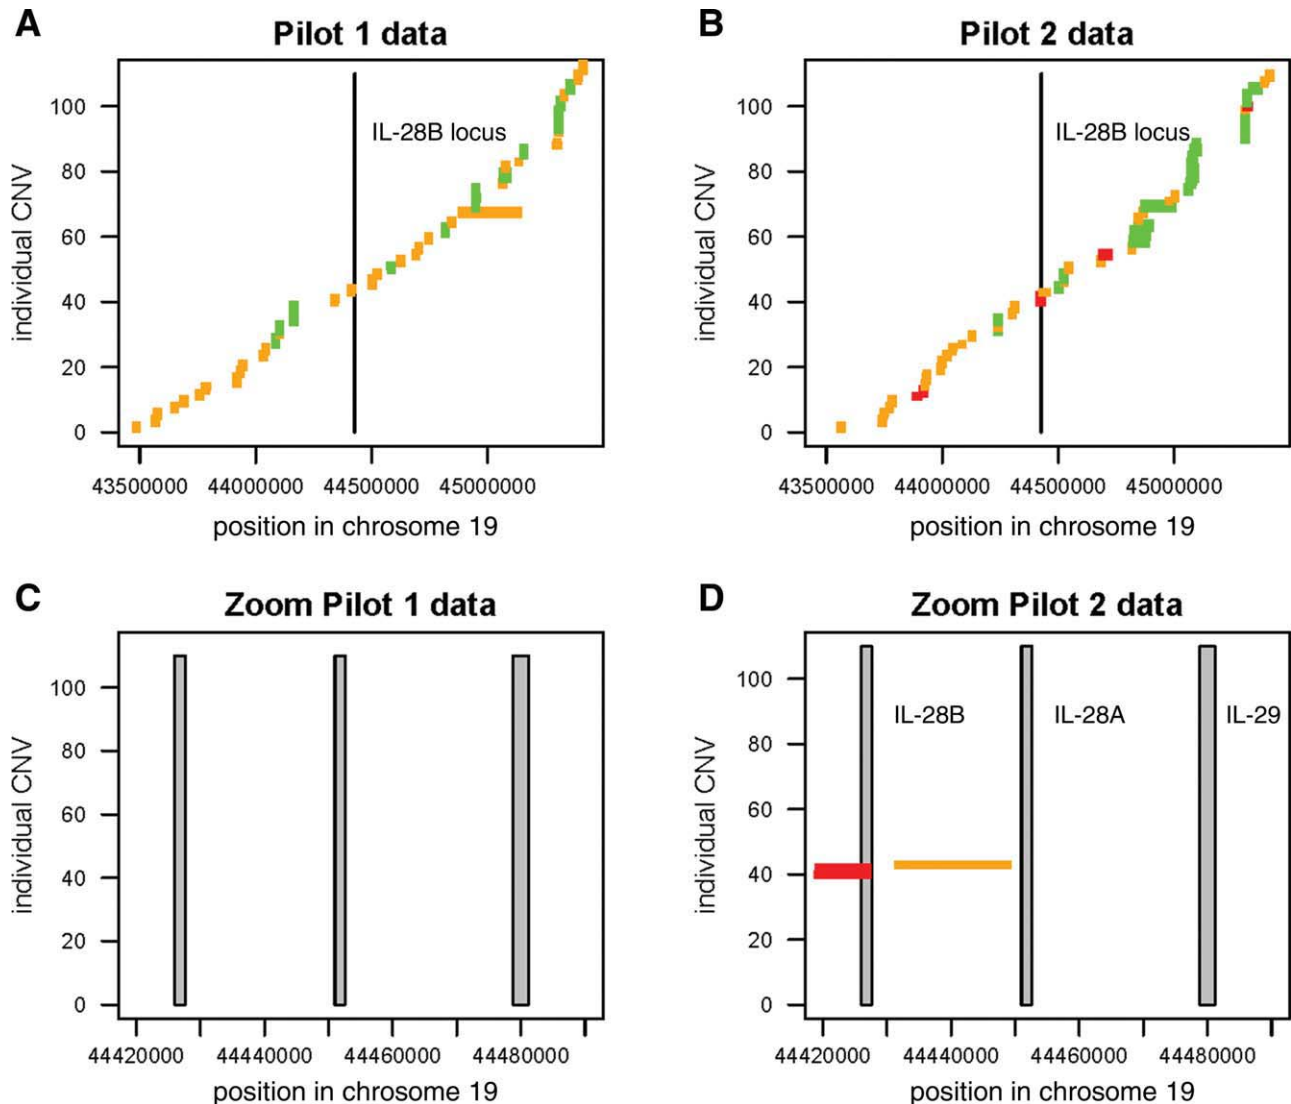 A
Pilot 1 data
individual CNV
100
80
60
40
20
0
IL-28B locus
43500000 44000000 44500000 45000000
position in chrosome 19
B
Pilot 2 data
individual CNV
100
80
60
40
20
0
IL-28B locus
43500000 44000000 44500000 45000000
position in chrosome 19
C
Zoom Pilot 1 data
individual CNV
100
80
60
40
20
0
44420000 44440000 44460000 44480000
position in chrosome 19
D
Zoom Pilot 2 data
individual CNV
100
80
60
40
20
0
IL-28B IL-28A IL-29
44420000 44440000 44460000 44480000
position in chrosome 19